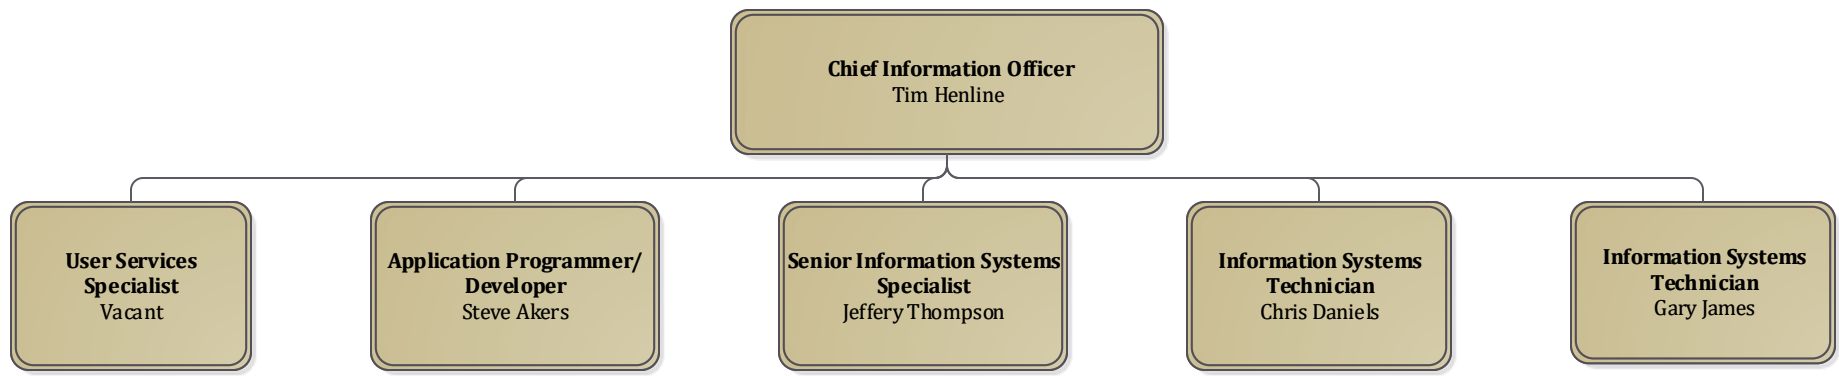 Chief Information Officer
Tim Henline
User Services
Specialist
Vacant
Application Programmer/
Developer
Steve Akers
Senior Information Systems
Specialist
Jeffery Thompson
Information Systems
Technician
Chris Daniels
Information Systems
Technician
Gary James